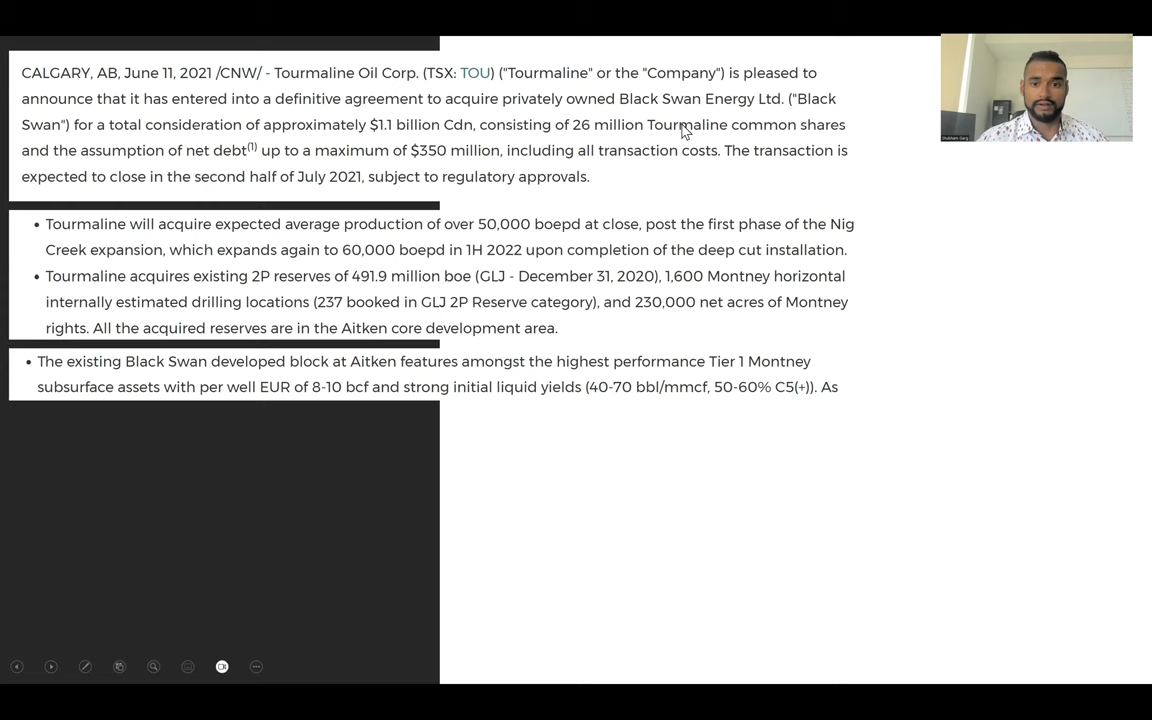 CALGARY, AB, June 11, 2021 /CNW/ - Tourmaline Oil Corp. (TSX: TOU) ("Tourmaline" or the "Company") is pleased to
announce that it has entered into a definitive agreement to acquire privately owned Black Swan Energy Ltd. ("Black
Swan") for a total consideration of approximately $1.1 billion Cdn, consisting of 26 million Tourmaline common shares
and the assumption of net debt(1) up to a maximum of $350 million, including all transaction costs. The transaction is
expected to close in the second half of July 2021, subject to regulatory approvals.
• Tourmaline will acquire expected average production of over 50,000 boepd at close, post the first phase of the Nig
Creek expansion, which expands again to 60,000 boepd in 1H 2022 upon completion of the deep cut installation.
• Tourmaline acquires existing 2P reserves of 491.9 million boe (GLJ - December 31, 2020), 1,600 Montney horizontal
internally estimated drilling locations (237 booked in GLJ 2P Reserve category), and 230,000 net acres of Montney
rights. All the acquired reserves are in the Aitken core development area.
• The existing Black Swan developed block at Aitken features amongst the highest performance Tier 1 Montney
subsurface assets with per well EUR of 8-10 bcf and strong initial liquid yields (40-70 bbl/mmcf, 50-60% C5(+)). As
Shubham Garg